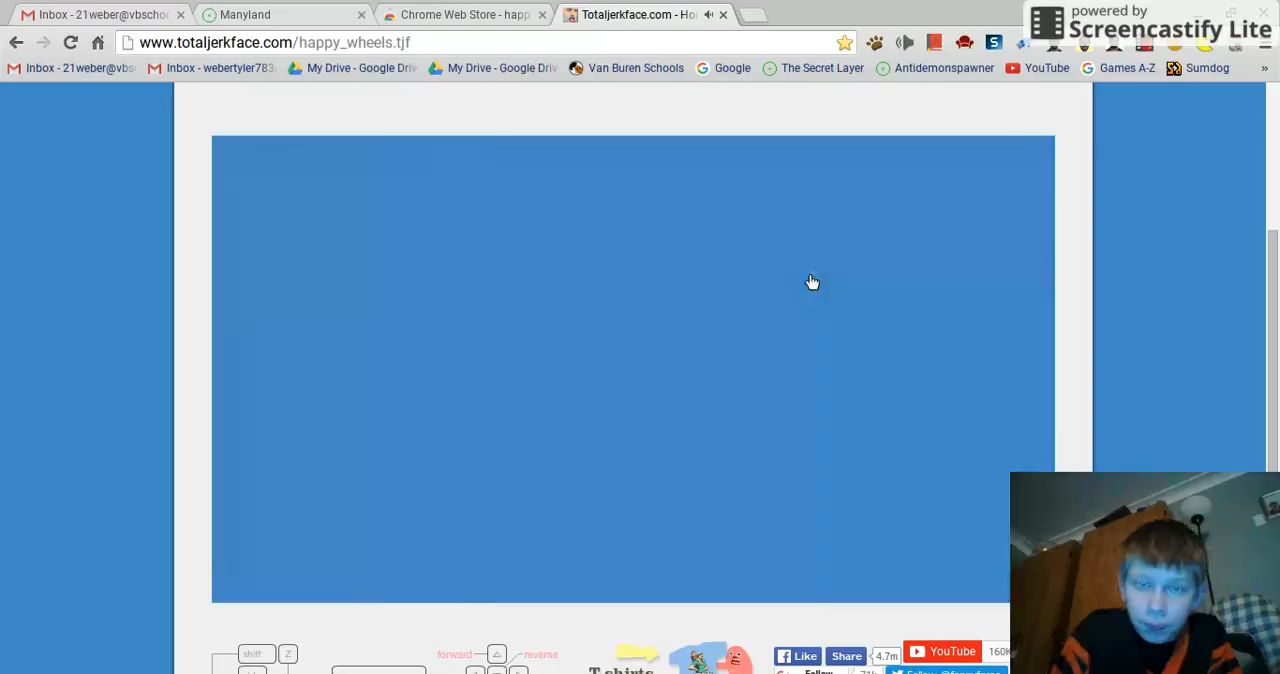 Inbox - 21weber@vbscho
Manyland
Chrome Web Store - happ
Totaljerkface.com - Ho
powered by
Screencastify Lite
www.totaljerkface.com/happy_wheels.tjf
Inbox - 21weber@vbs
Inbox - webertyler783
My Drive - Google Driv
My Drive - Google Driv
Van Buren Schools
Google
The Secret Layer
Antidemonspawner
YouTube
Games A-Z
Sumdog
»
shift
Z
forward
reverse
Like
Share
4.7m
YouTube
160K
T-shirts
Follow
71k